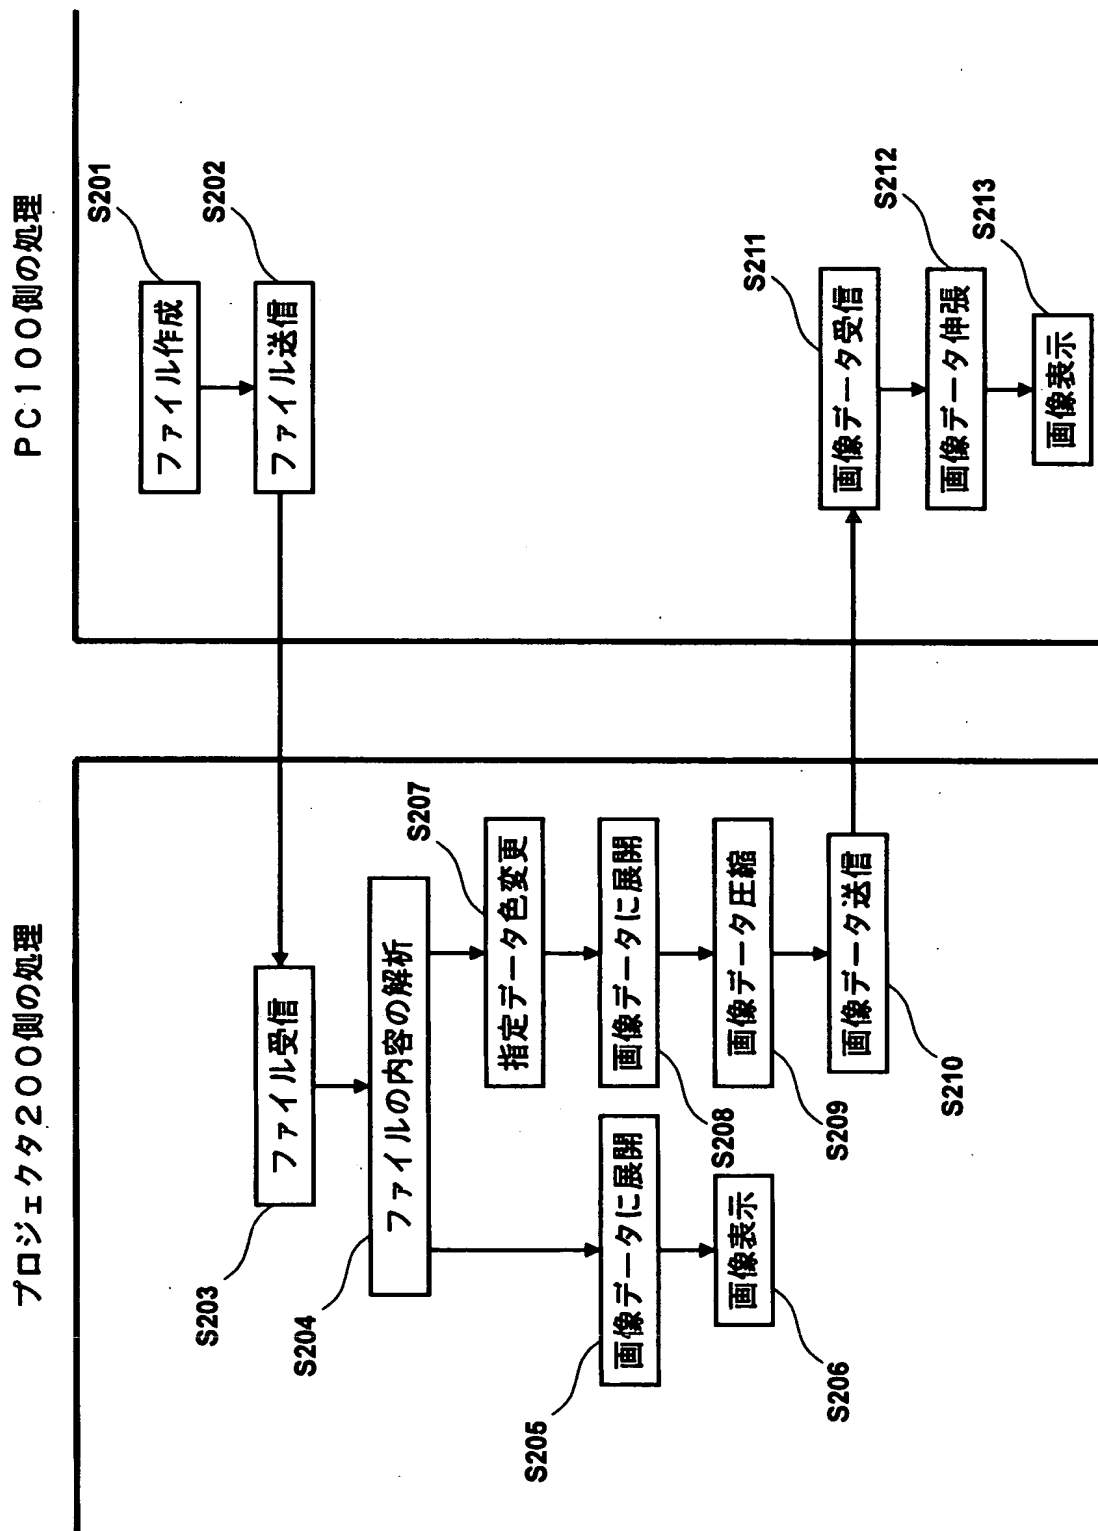 プロジェクタ200側の処理
PC100側の処理
ファイル作成
S201
ファイル送信
S202
ファイル受信
S203
ファイルの内容の解析
S204
画像データに展開
S205
画像表示
S206
指定データ色変更
S207
画像データに展開
S208
画像データ圧縮
S209
画像データ送信
S210
画像データ受信
S211
画像データ伸張
S212
画像表示
S213